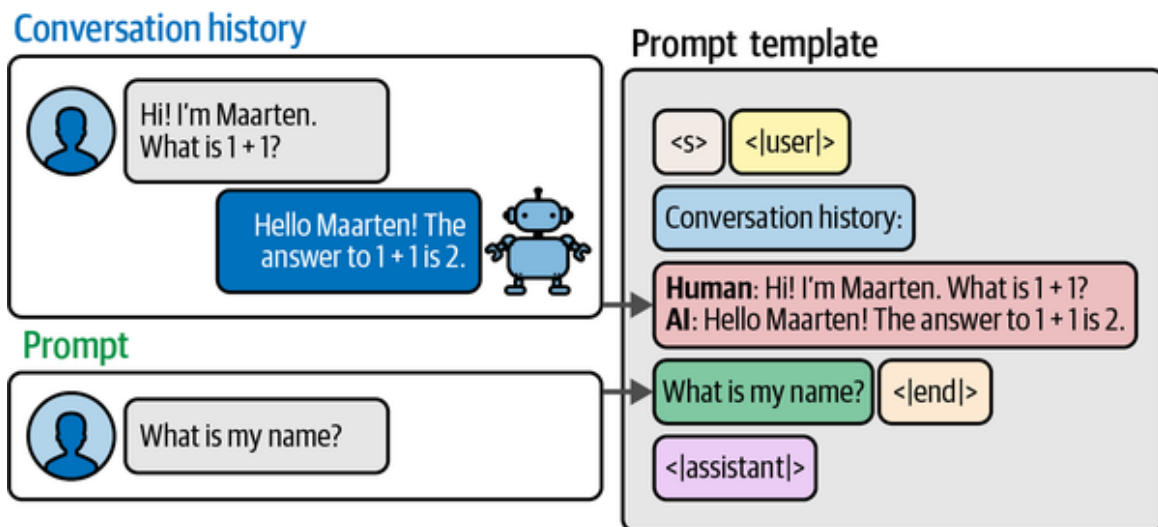 Conversation history
Hi! I'm Maarten.
What is 1 + 1?
Hello Maarten! The
answer to 1 + 1 is 2.
Prompt
What is my name?
Prompt template
<s> <|user|>
Conversation history:
Human: Hi! I'm Maarten. What is 1 + 1?
AI: Hello Maarten! The answer to 1 + 1 is 2.
What is my name? <|end|>
<|assistant|>